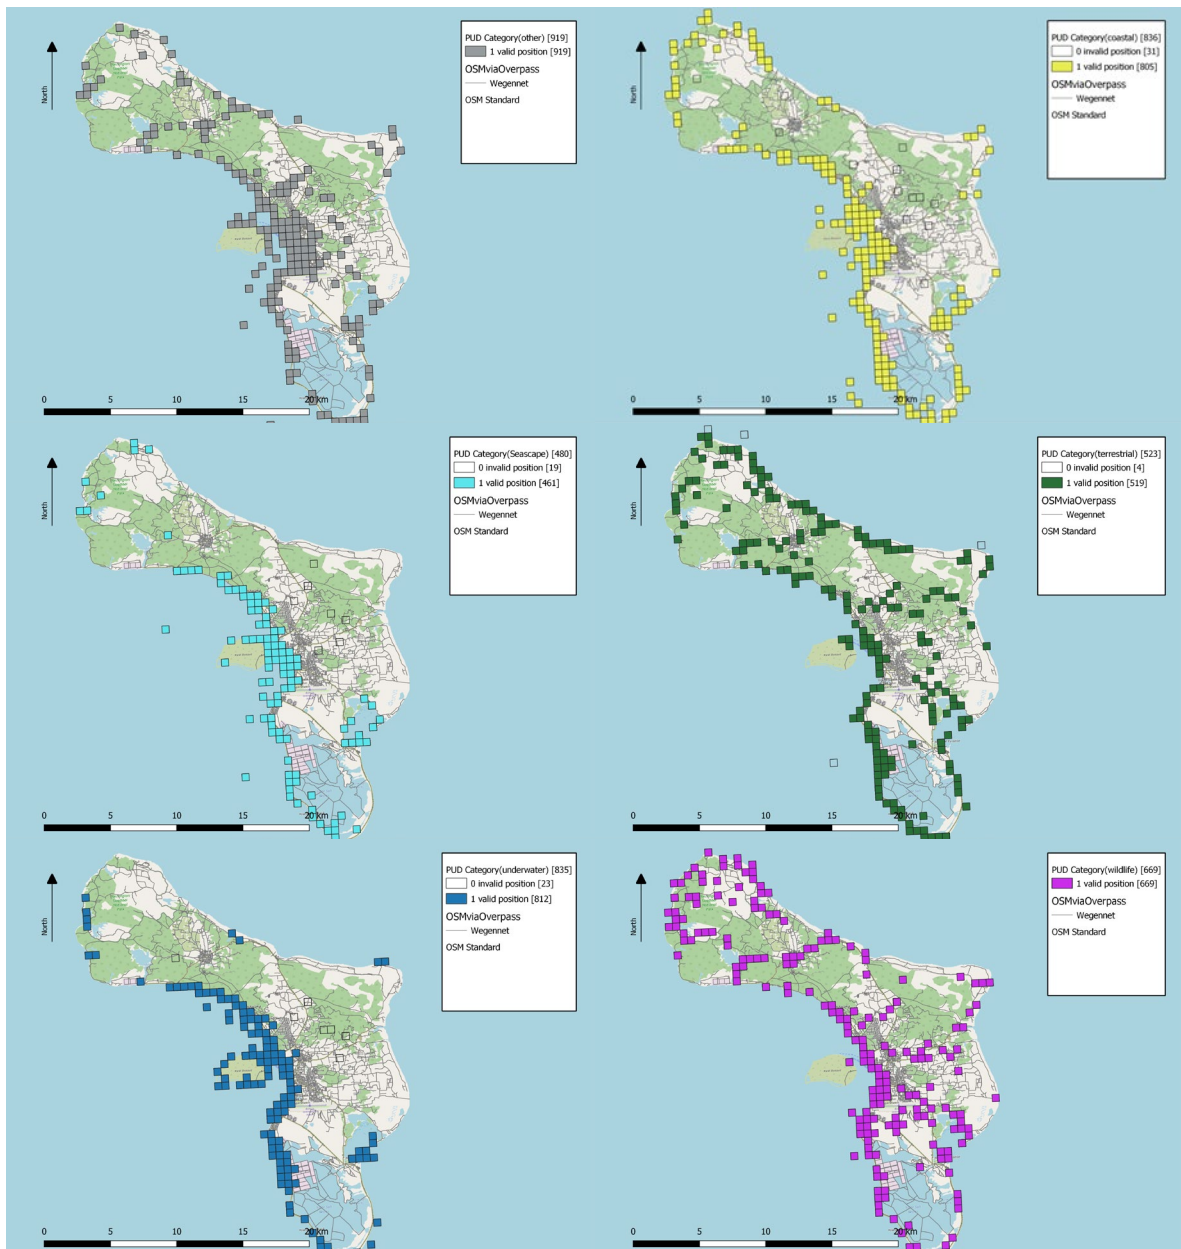 PUD Category(other) [919]
1 valid position [919]
OSMviaOverpass
Wegennet
OSM Standard
North
0 5 10 15 20 km
PUD Category(coastal) [836]
0 invalid position [31]
1 valid position [805]
OSMviaOverpass
Wegennet
OSM Standard
North
0 5 10 15 20 km
PUD Category(Seascape) [480]
0 invalid position [19]
1 valid position [461]
OSMviaOverpass
Wegennet
OSM Standard
North
0 5 10 15 20 km
PUD Category(terrestrial) [523]
0 invalid position [4]
1 valid position [519]
OSMviaOverpass
Wegennet
OSM Standard
North
0 5 10 15 20 km
PUD Category(underwater) [835]
0 invalid position [23]
1 valid position [812]
OSMviaOverpass
Wegennet
OSM Standard
North
0 5 10 15 20 km
PUD Category(wildlife) [669]
1 valid position [669]
OSMviaOverpass
Wegennet
OSM Standard
North
0 5 10 15 20 km